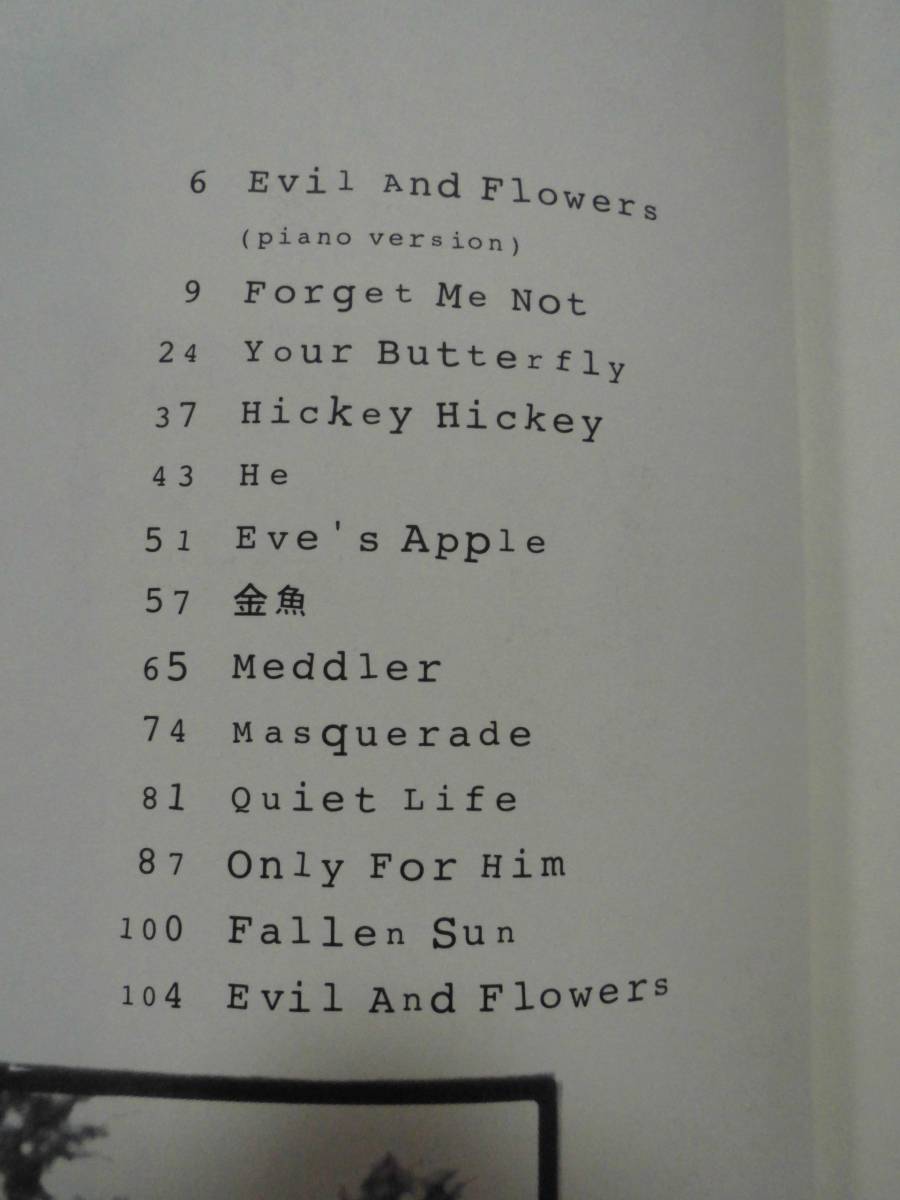 6 Evil And Flowers
(piano version)
9 Forget Me Not
24 Your Butterfly
37 Hickey Hickey
43 He
51 Eve's Apple
57 金魚
65 Meddler
74 Masquerade
81 Quiet Life
87 Only For Him
100 Fallen Sun
104 Evil And Flowers